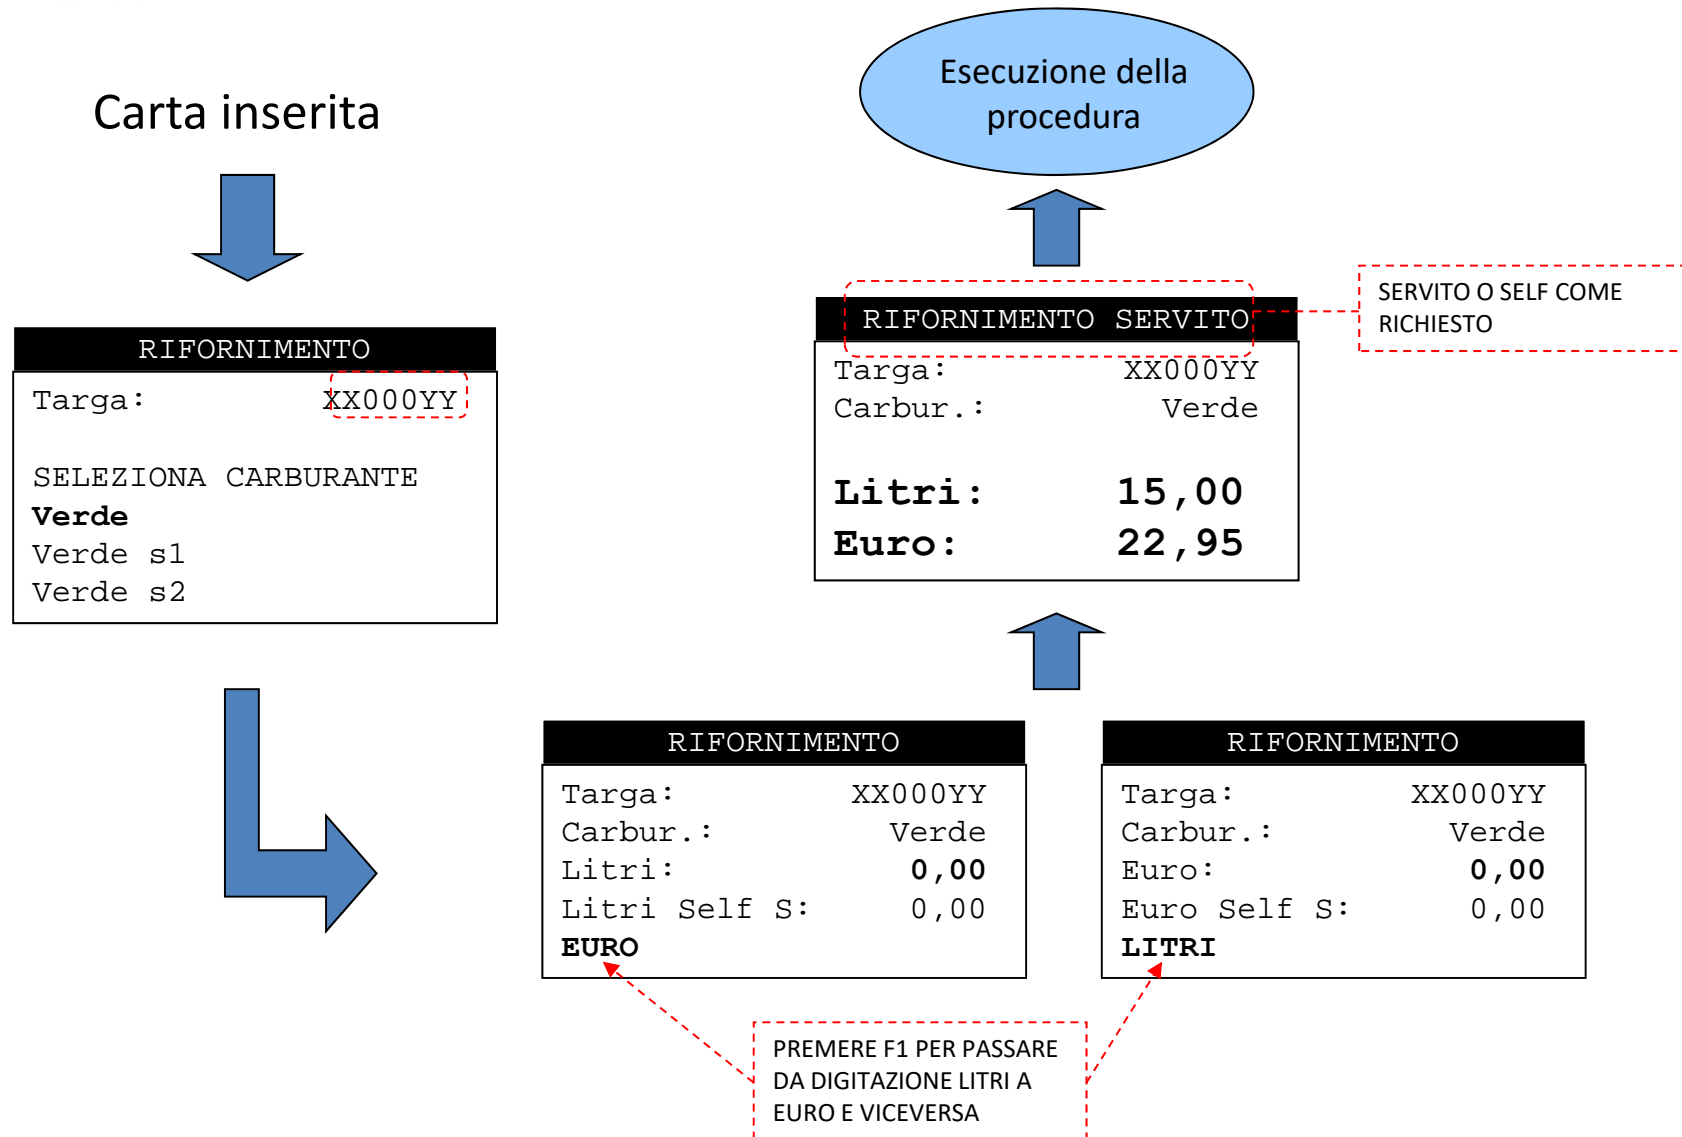 Carta inserita
RIFORNIMENTO
Targa: XX000YY
SELEZIONA CARBURANTE
Verde
Verde s1
Verde s2
Esecuzione della
procedura
RIFORNIMENTO SERVITO
Targa: XX000YY
Carbur.: Verde
Litri: 15,00
Euro: 22,95
SERVITO O SELF COME
RICHIESTO
RIFORNIMENTO
Targa: XX000YY
Carbur.: Verde
Litri: 0,00
Litri Self S: 0,00
EURO
RIFORNIMENTO
Targa: XX000YY
Carbur.: Verde
Euro: 0,00
Euro Self S: 0,00
LITRI
PREMERE F1 PER PASSARE
DA DIGITAZIONE LITRI A
EURO E VICEVERSA